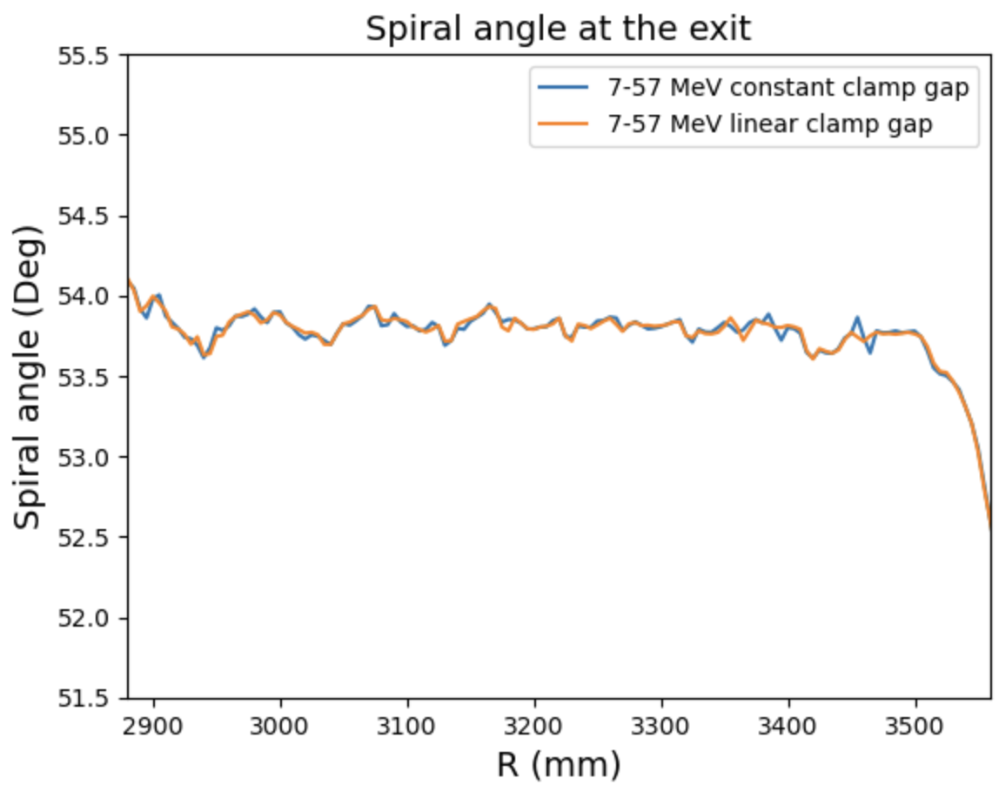 Spiral angle at the exit
7-57 MeV constant clamp gap
7-57 MeV linear clamp gap
Spiral angle (Deg)
55.5
55.0
54.5
54.0
53.5
53.0
52.5
52.0
51.5
2900 3000 3100 3200 3300 3400 3500
R (mm)